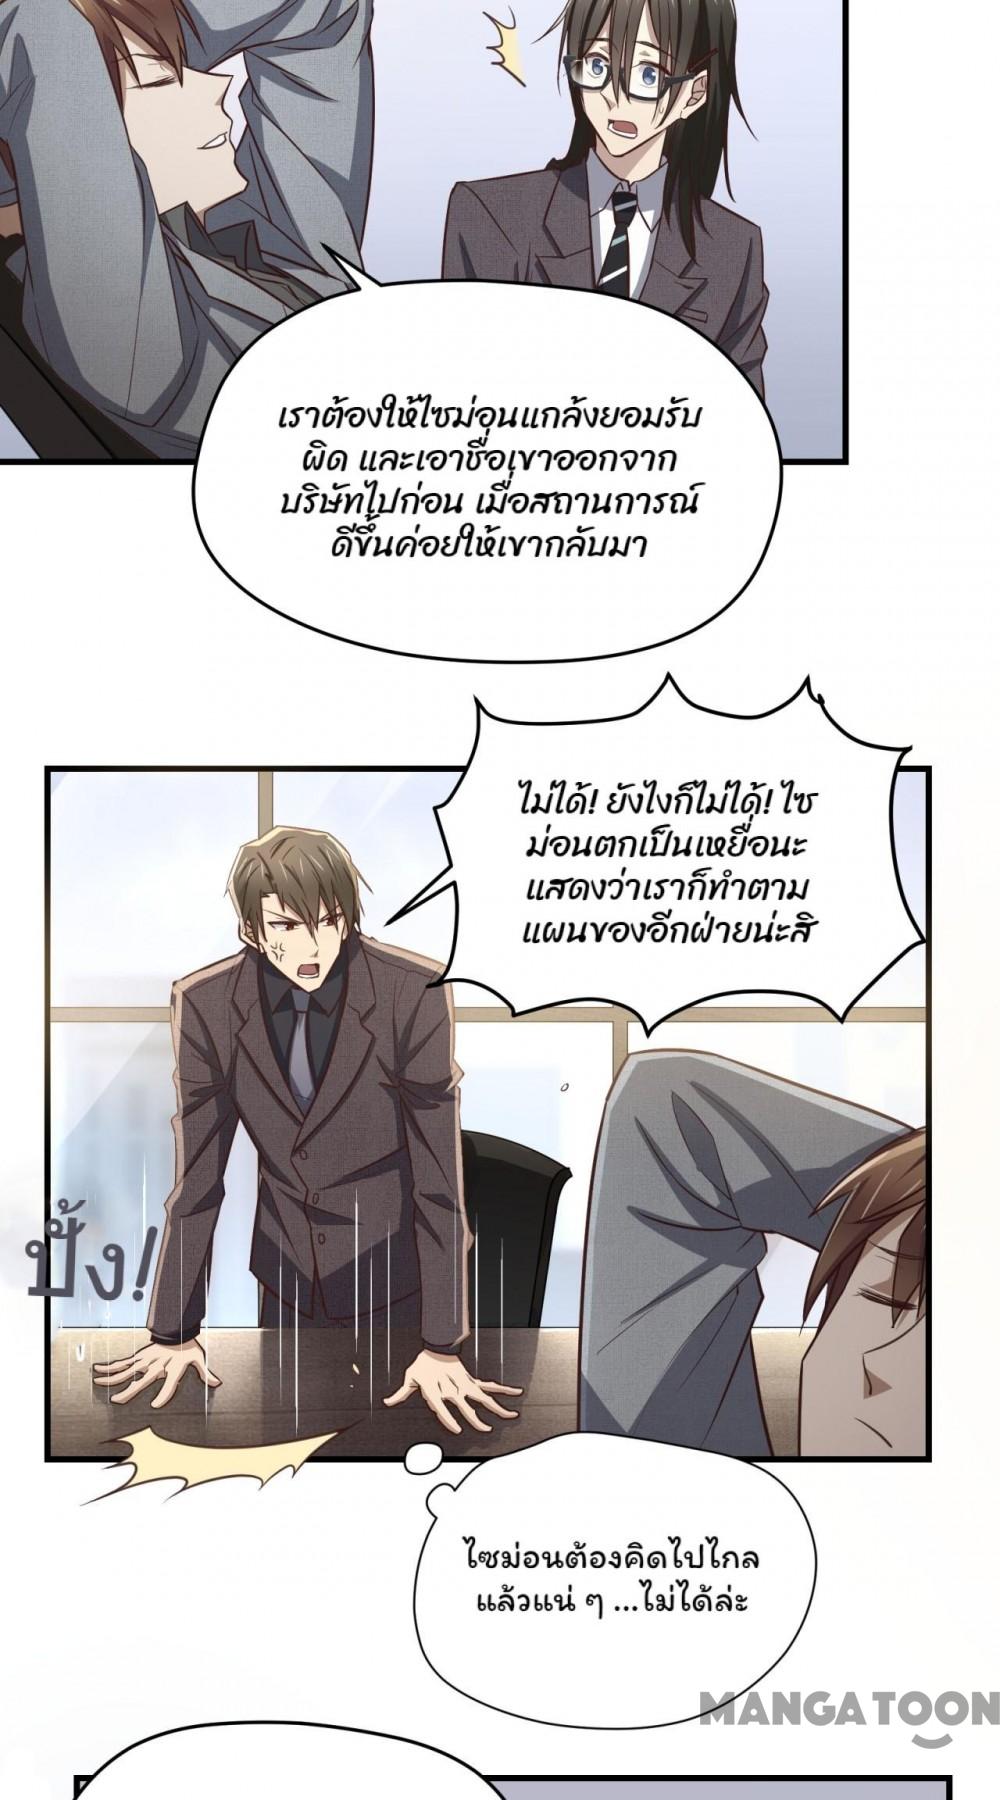 เราต้องให้ไซม่อนแกล้งยอมรับ
ผิด และเอาชื่อเขาออกจาก
บริษัทไปก่อน เมื่อสถานการณ์
ดีขึ้นค่อยให้เขากลับมา
ไม่ได้! ยังไงก็ไม่ได้! ไซ
ม่อนตกเป็นเหยื่อนะ
แสดงว่าเราก็ทำตาม
แผนของอีกฝ่ายน่ะสิ
ปั้ง!
ไซม่อนต้องคิดไปไกล
แล้วแน่ ๆ ...ไม่ได้ล่ะ
MANGATOON